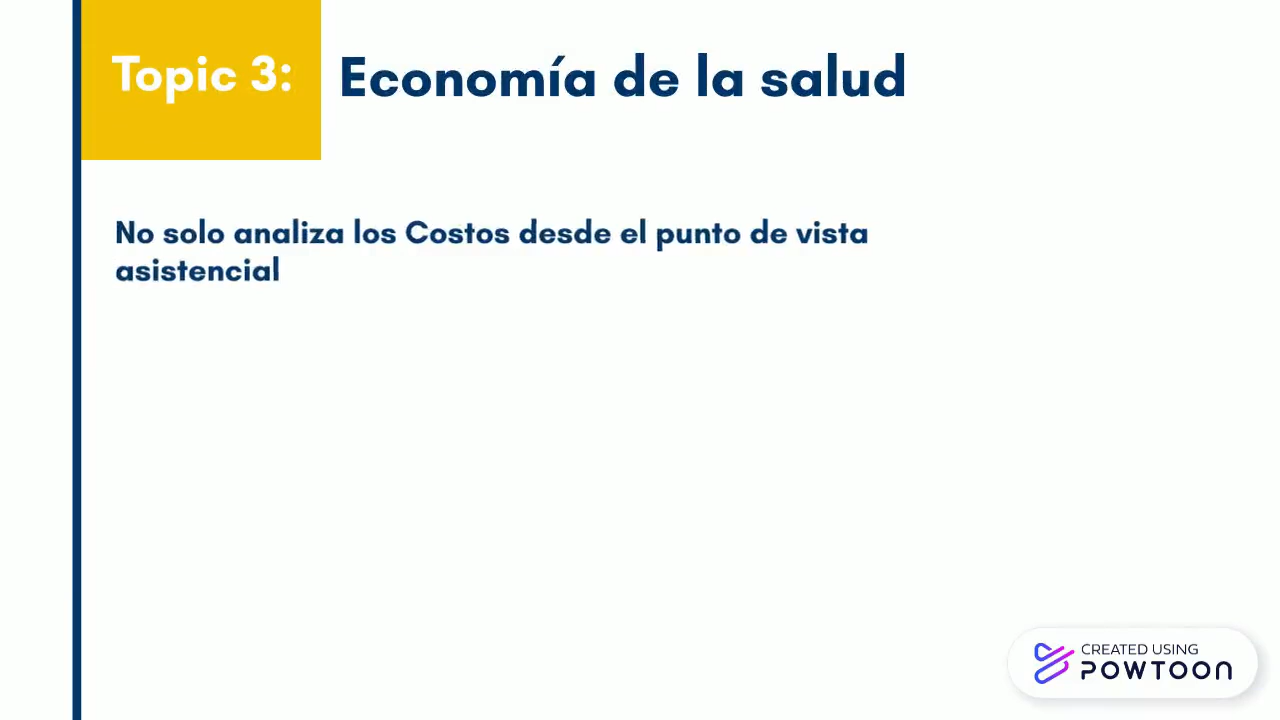 Topic 3:
Economía de la salud
No solo analiza los Costos desde el punto de vista
asistencial
CREATED USING
POWTOON